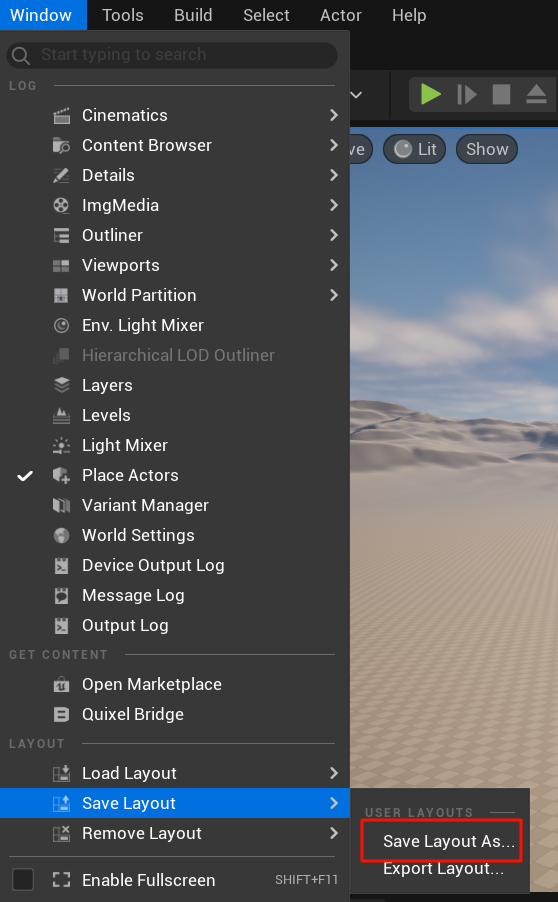 Window Tools Build Select Actor Help
Start typing to search
LOG
Cinematics
Content Browser
Details
ImgMedia
Outliner
Viewports
World Partition
Env. Light Mixer
Hierarchical LOD Outliner
Layers
Levels
Light Mixer
Place Actors
Variant Manager
World Settings
Device Output Log
Message Log
Output Log
GET CONTENT
Open Marketplace
Quixel Bridge
LAYOUT
Load Layout
Save Layout
Remove Layout
Enable Fullscreen SHIFT+F11
ve Lit Show
USER LAYOUTS
Save Layout As...
Export Layout...